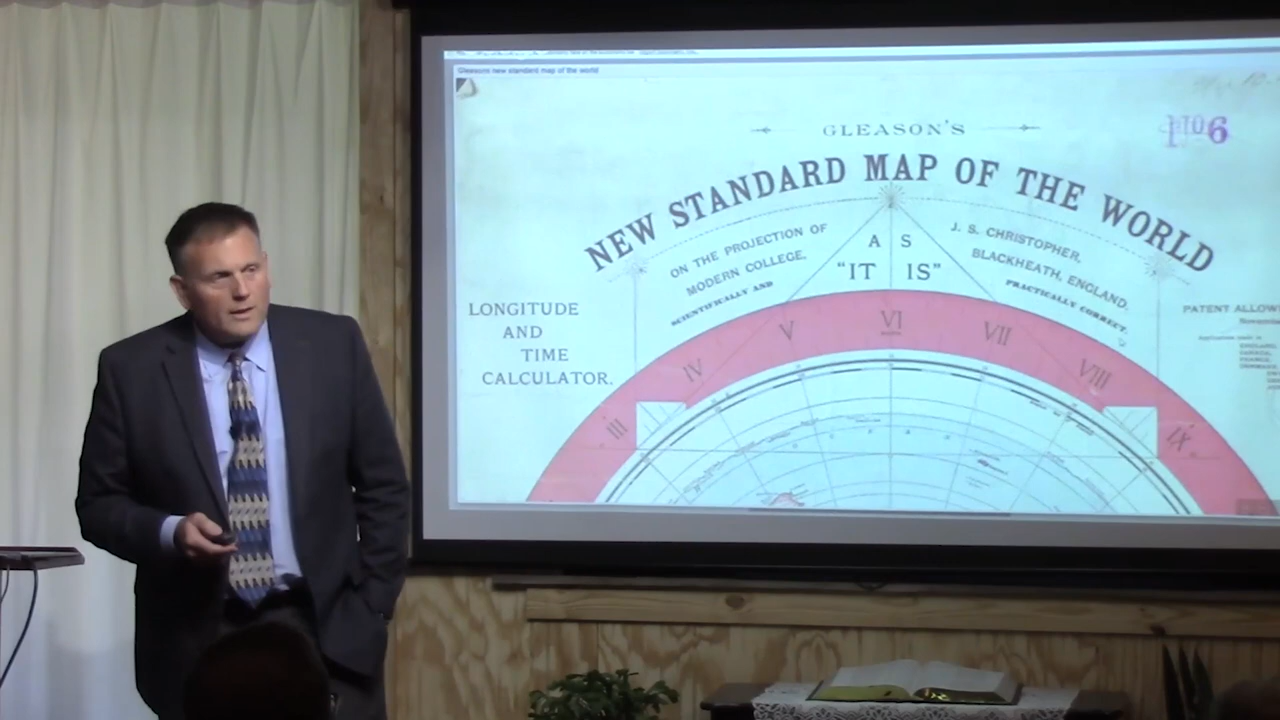 Gleasons new standard map of the world
GLEASON'S
No 6
NEW STANDARD MAP OF THE WORLD
ON THE PROJECTION OF
MODERN COLLEGE,
SCIENTIFICALLY AND
AS
"IT IS"
J. S. CHRISTOPHER,
BLACKHEATH, ENGLAND,
PRACTICALLY CORRECT.
LONGITUDE
AND
TIME
CALCULATOR.
PATENT ALLOW
III IV V VI VII VIII IX